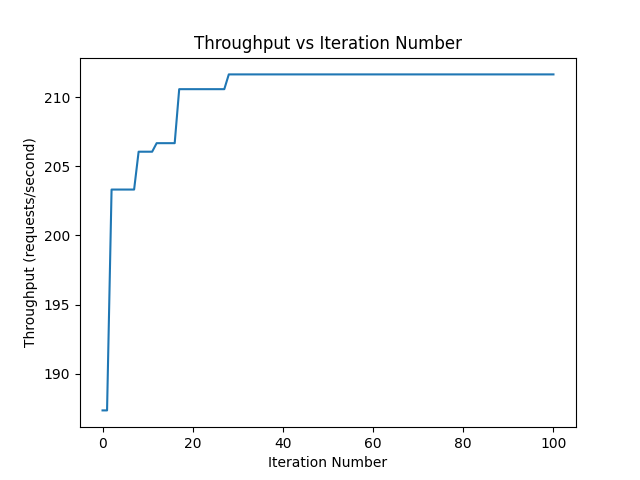 Throughput vs Iteration Number
Throughput (requests/second)
210
205
200
195
190
0 20 40 60 80 100
Iteration Number